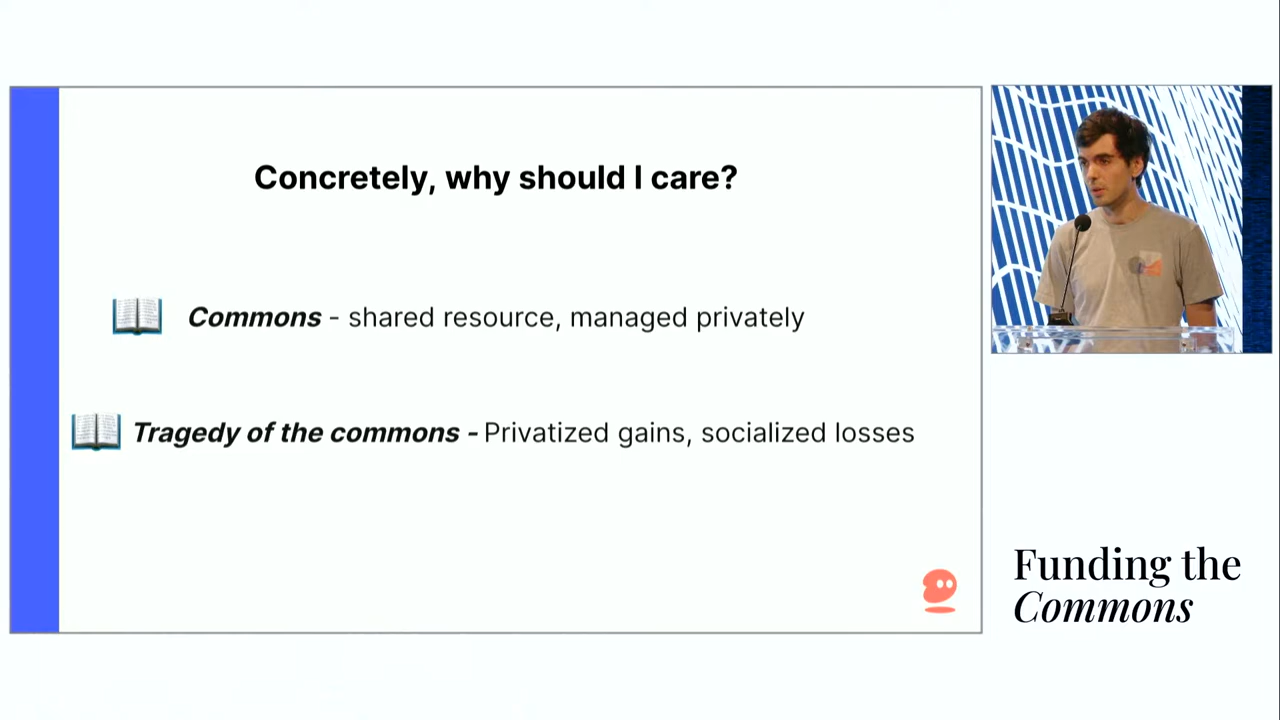 Concretely, why should I care?
Commons - shared resource, managed privately
Tragedy of the commons - Privatized gains, socialized losses
Funding the
Commons